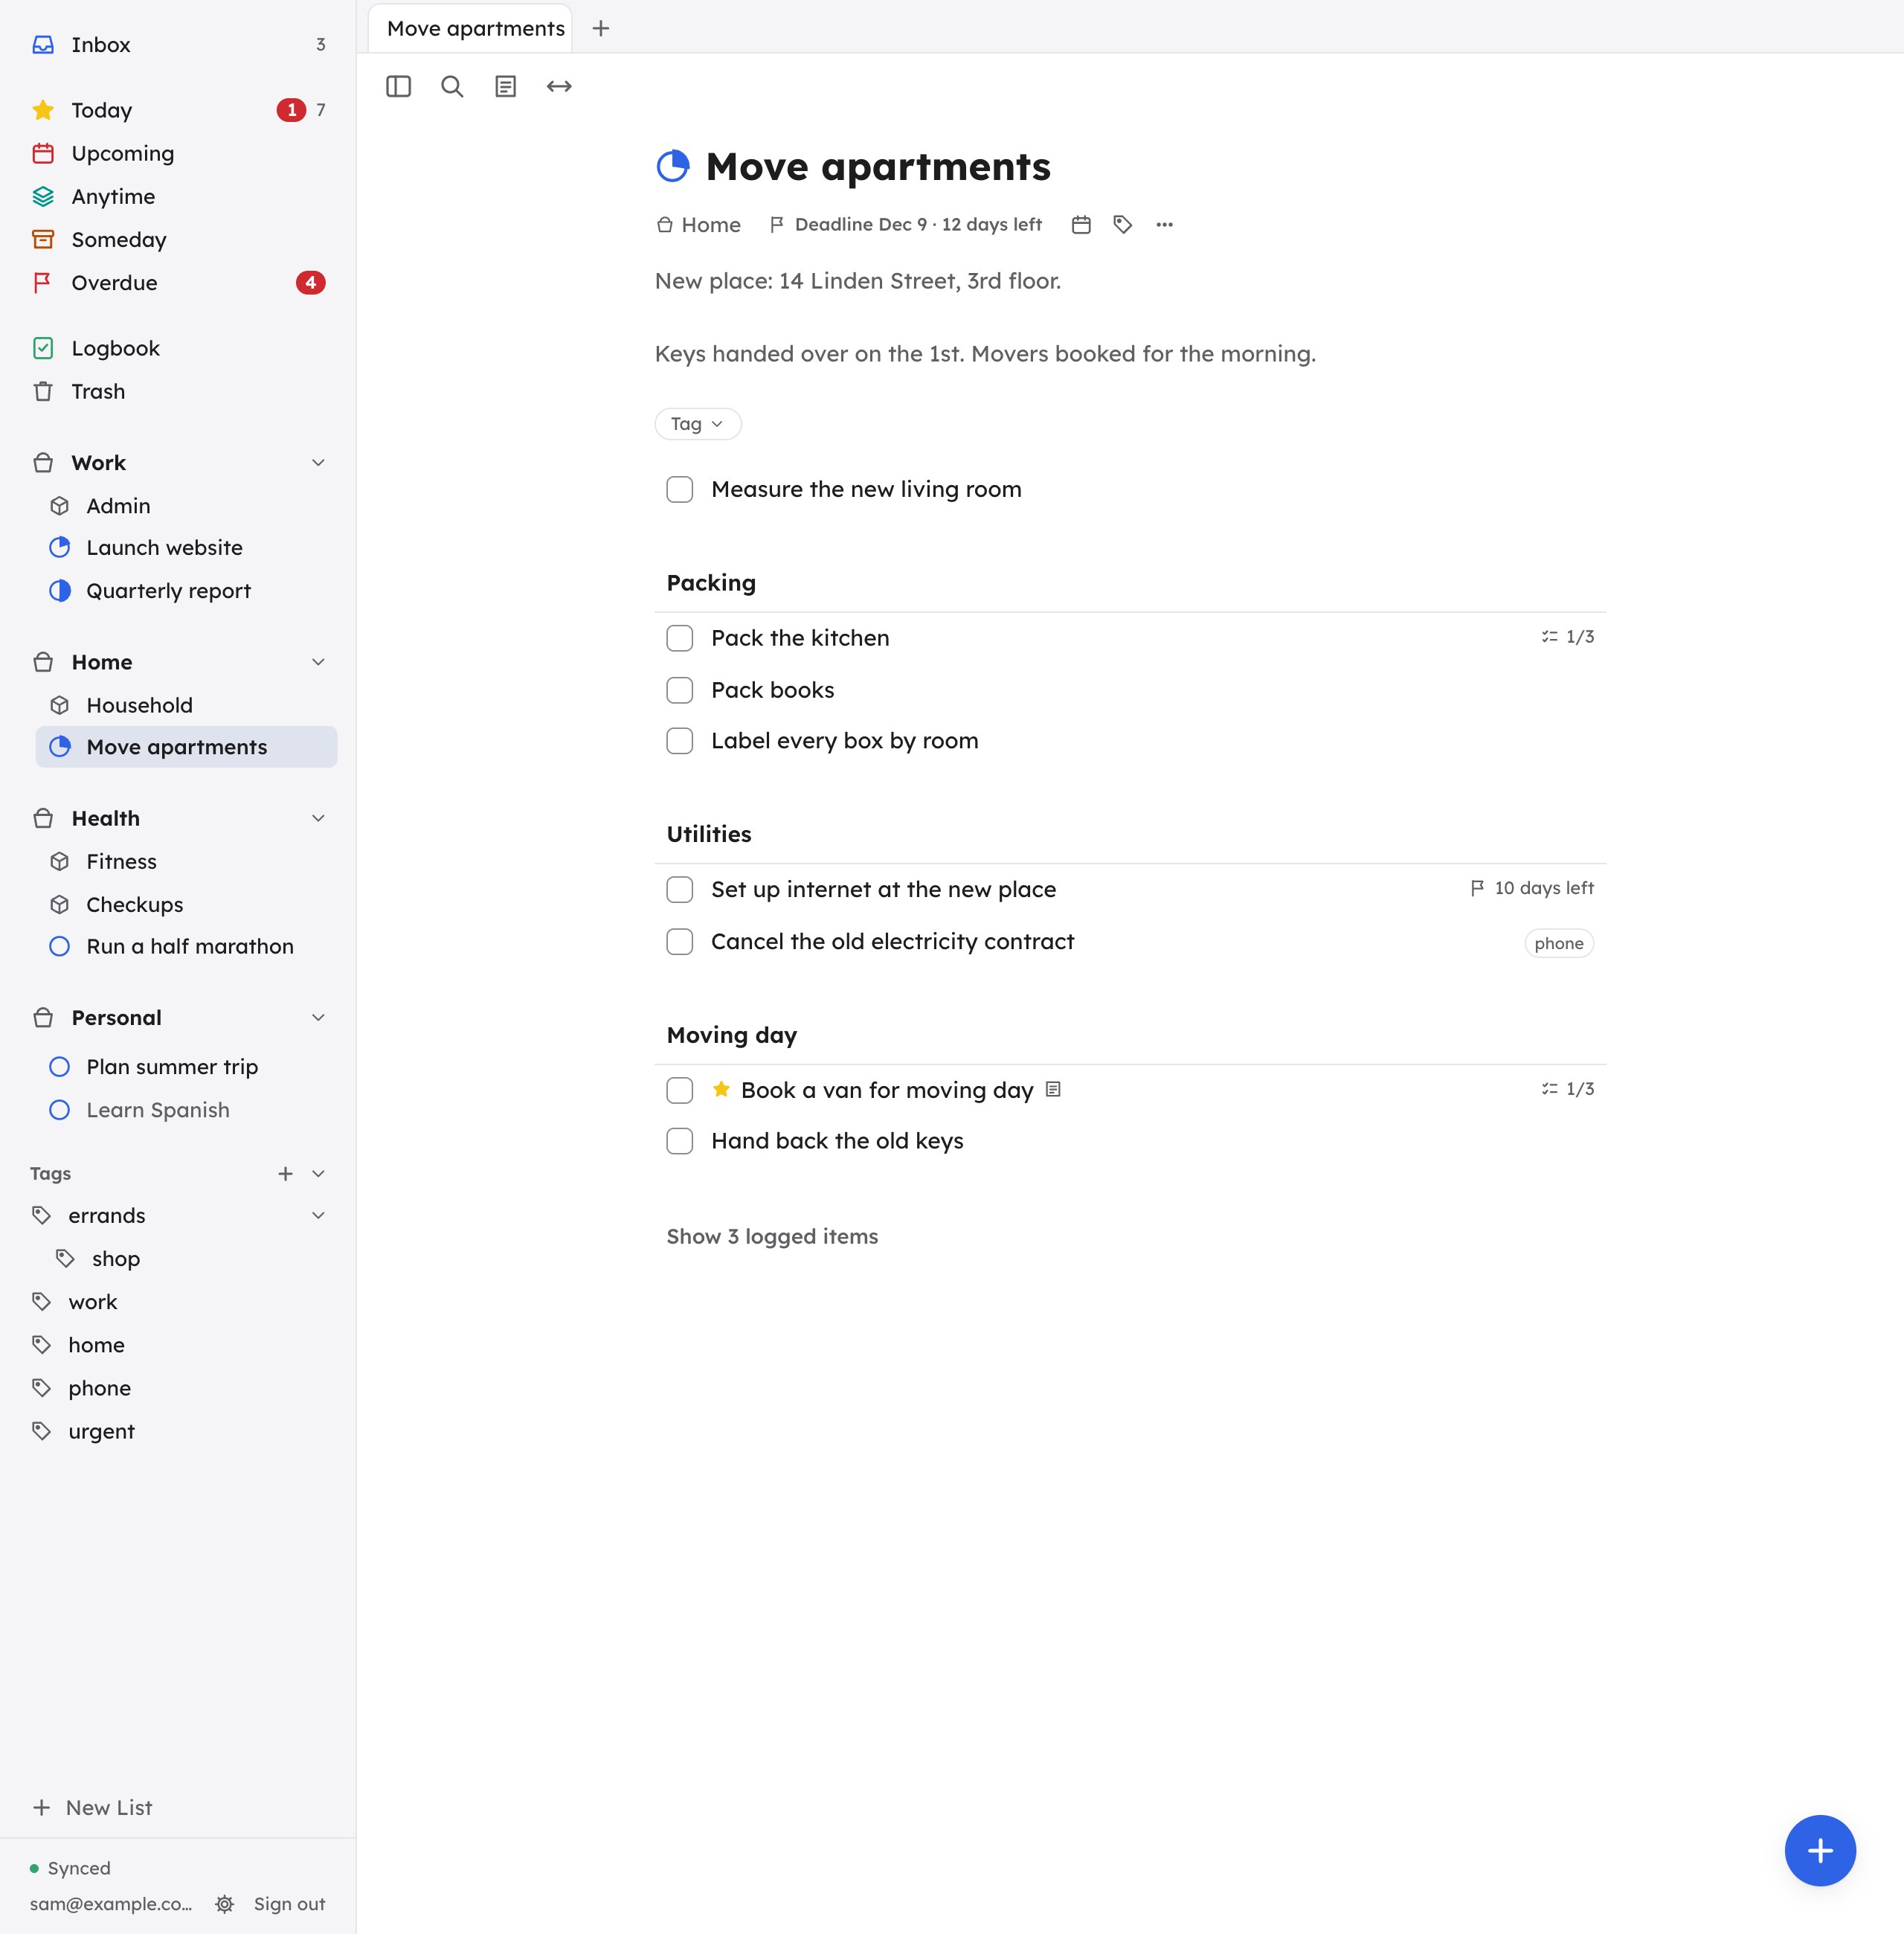 Inbox 3
Today 1 7
Upcoming
Anytime
Someday
Overdue 4
Logbook
Trash
Work
Admin
Launch website
Quarterly report
Home
Household
Move apartments
Health
Fitness
Checkups
Run a half marathon
Personal
Plan summer trip
Learn Spanish
Tags
errands
shop
work
home
phone
urgent
New List
Synced
sam@example.co...
Sign out
Move apartments
Move apartments
Home Deadline Dec 9 · 12 days left
New place: 14 Linden Street, 3rd floor.
Keys handed over on the 1st. Movers booked for the morning.
Tag
Measure the new living room
Packing
Pack the kitchen 1/3
Pack books
Label every box by room
Utilities
Set up internet at the new place 10 days left
Cancel the old electricity contract phone
Moving day
Book a van for moving day 1/3
Hand back the old keys
Show 3 logged items